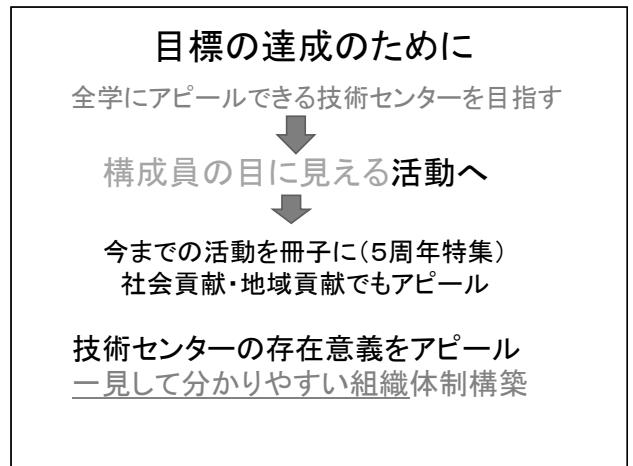 目標の達成のために
全学にアピールできる技術センターを目指す
構成員の目に見える活動へ
今までの活動を冊子に（５周年特集）
社会貢献・地域貢献でもアピール
技術センターの存在意義をアピール
一見して分かりやすい組織体制構築